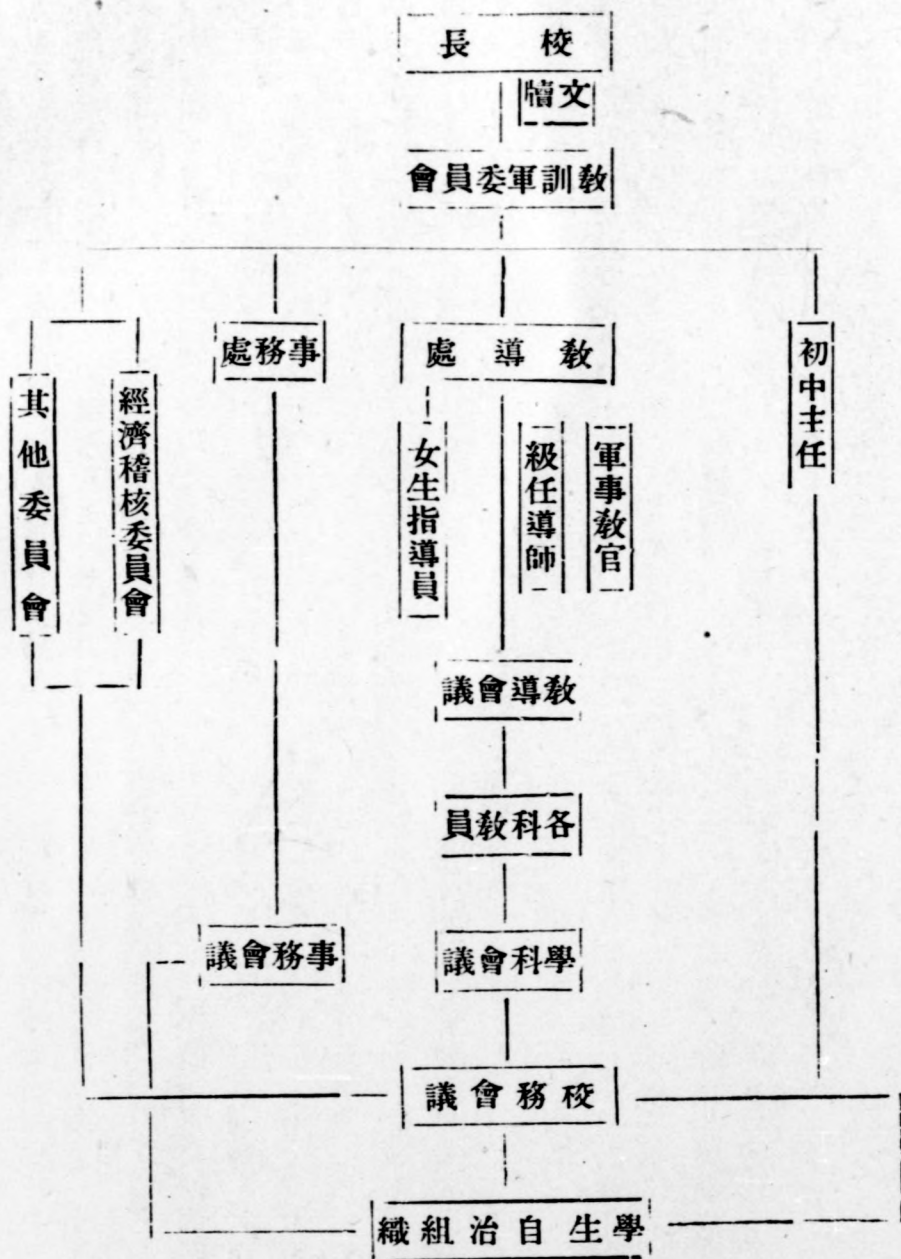 校長
文牘
教訓軍委員會
初中主任
教導處
事務處
經濟稽核委員會
其他委員會
軍事教官
級任導師
女生指導員
教導會議
各科教員
學科會議
事務會議
校務會議
學生自治組織